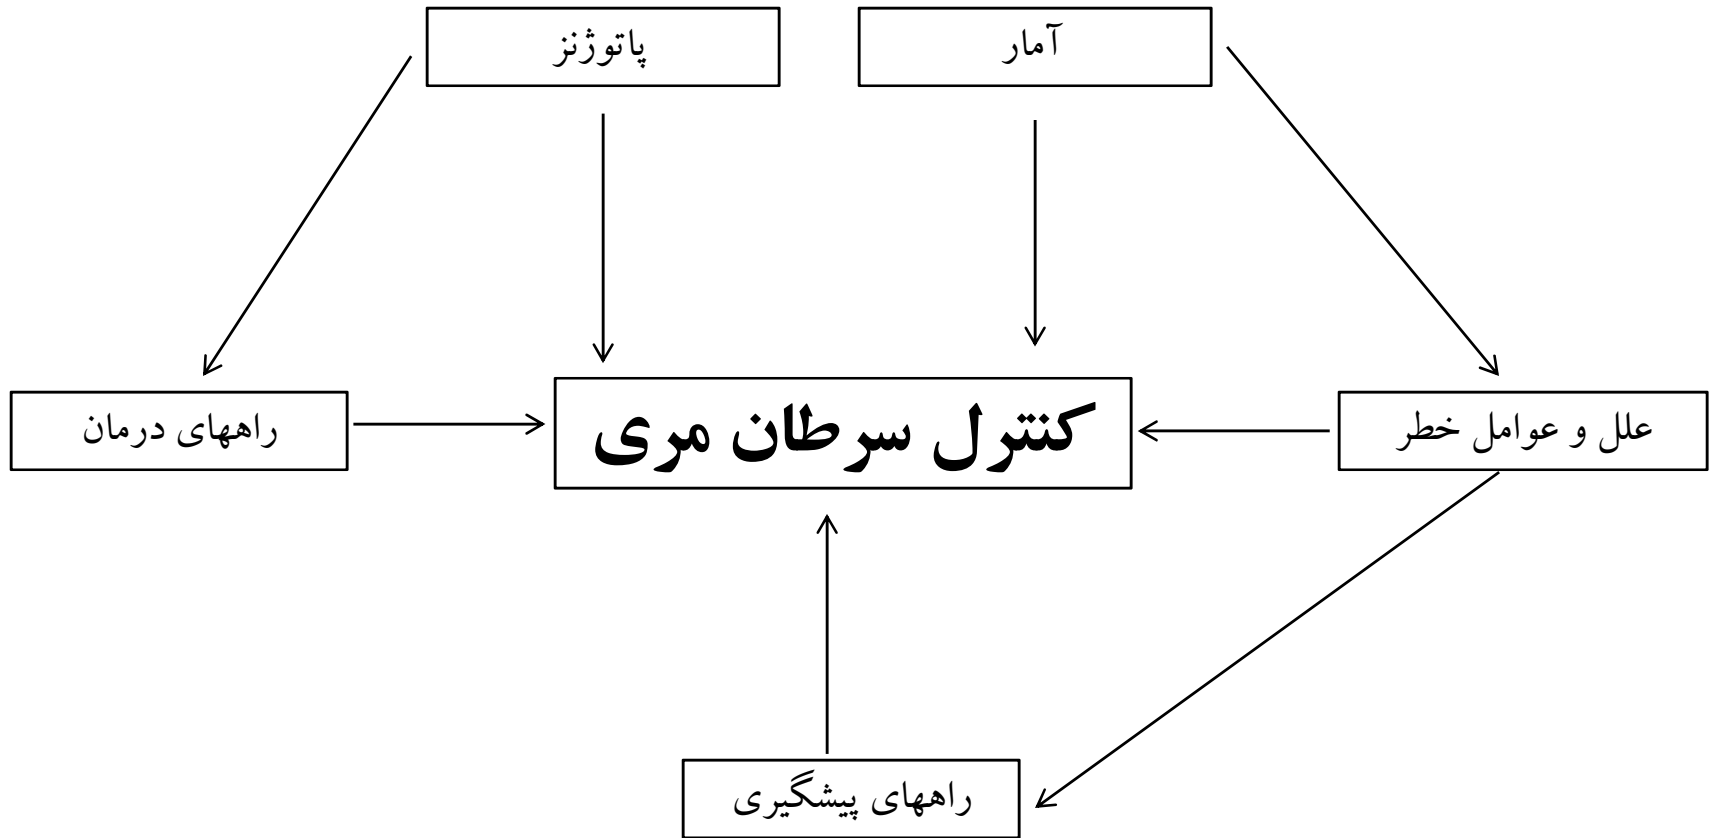 آمار
پاتوژنز
علل و عوامل خطر
کنترل سرطان مری
راههای درمان
راههای پیشگیری